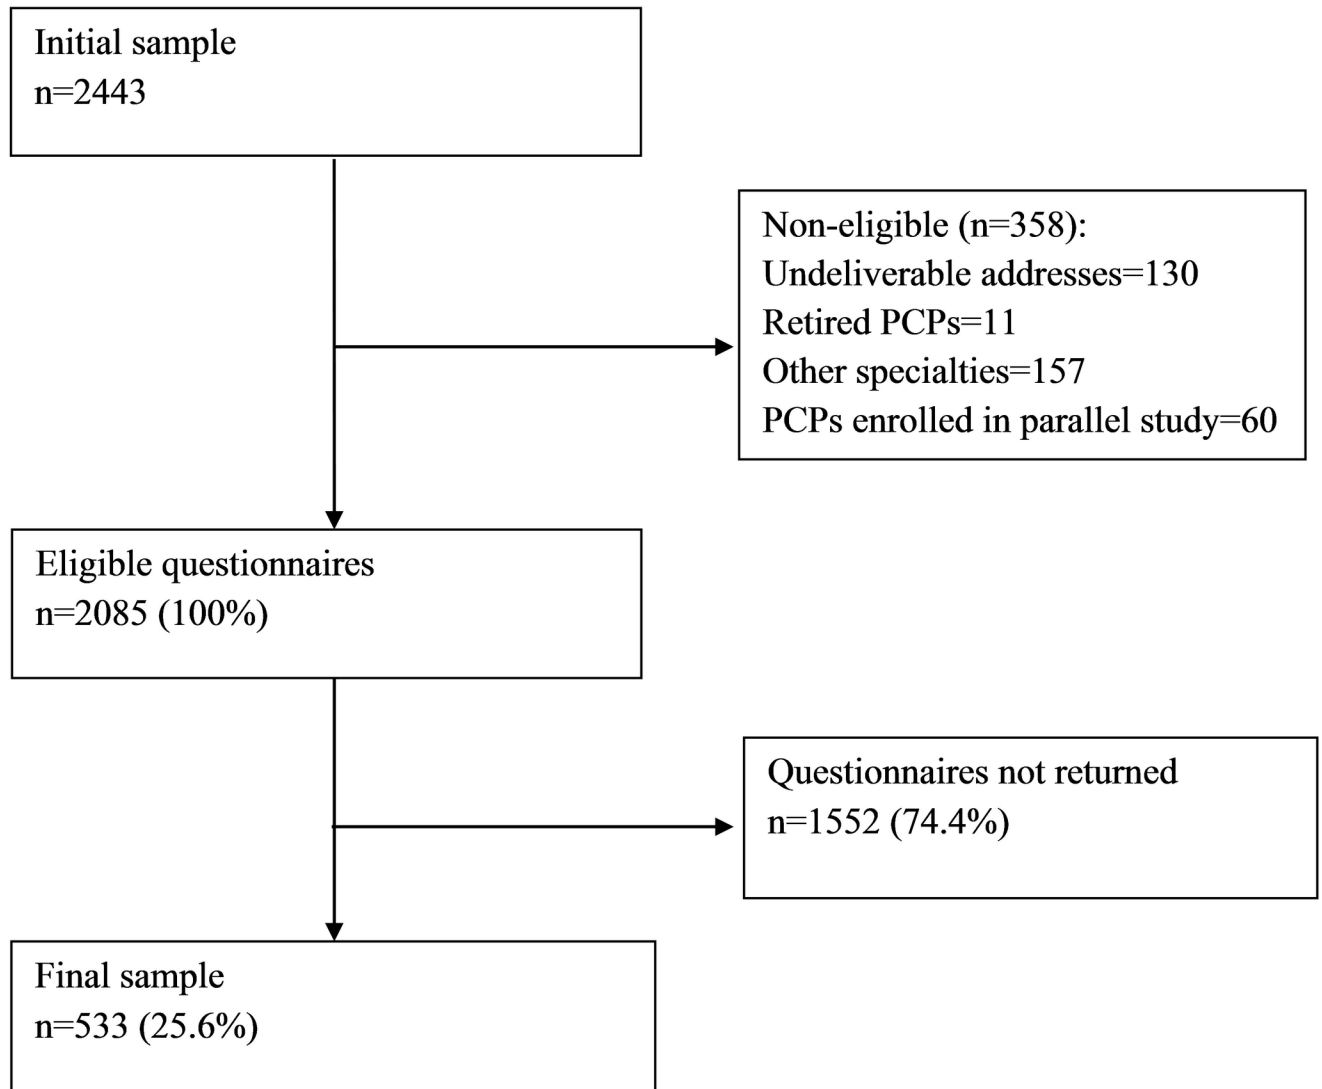 Initial sample
n=2443
Non-eligible (n=358):
Undeliverable addresses=130
Retired PCPs=11
Other specialties=157
PCPs enrolled in parallel study=60
Eligible questionnaires
n=2085 (100%)
Questionnaires not returned
n=1552 (74.4%)
Final sample
n=533 (25.6%)